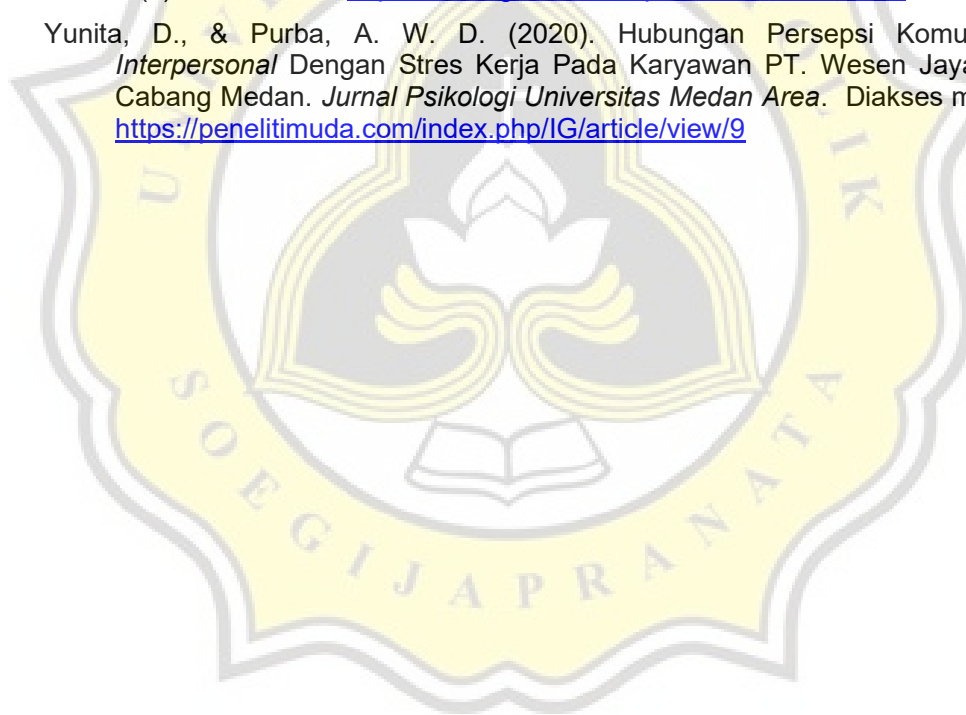 Yunita, D., & Purba, A. W. D. (2020). Hubungan Persepsi Komu
Interpersonal Dengan Stres Kerja Pada Karyawan PT. Wesen Jaya
Cabang Medan. Jurnal Psikologi Universitas Medan Area. Diakses m
https://penelitimuda.com/index.php/IG/article/view/9
SOEGIJAPRANATA